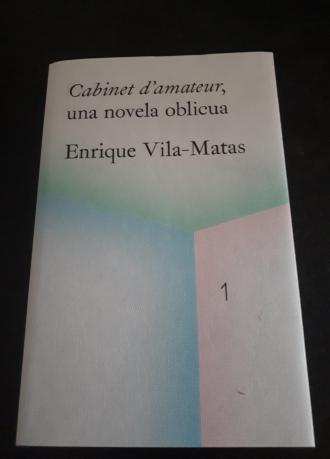 Cabinet d'amateur,
una novela oblicua
Enrique Vila-Matas
1